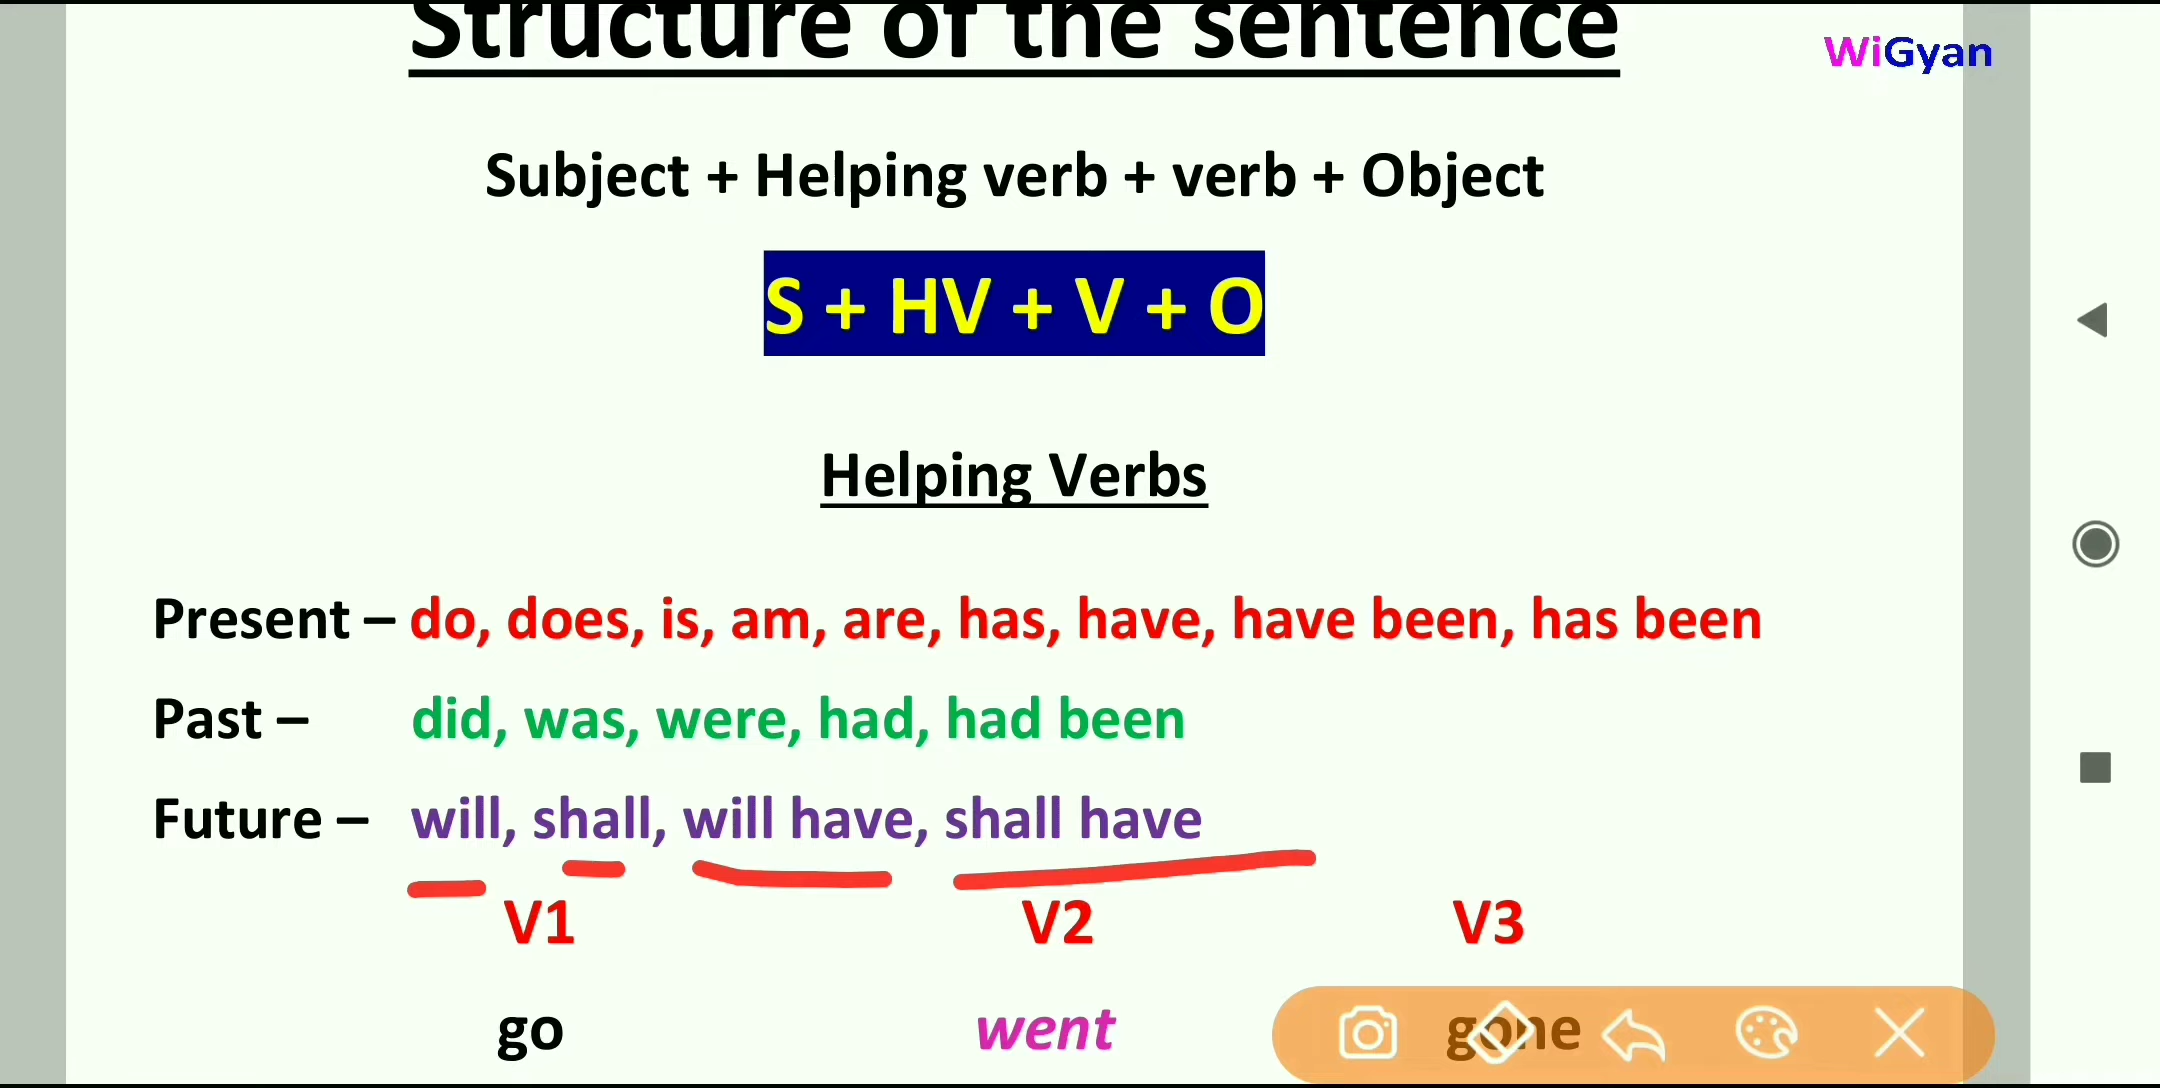 Structure of the sentence
WiGyan
Subject + Helping verb + verb + Object
S + HV + V + O
Helping Verbs
Present – do, does, is, am, are, has, have, have been, has been
Past – did, was, were, had, had been
Future – will, shall, will have, shall have
V1 V2 V3
go went gone